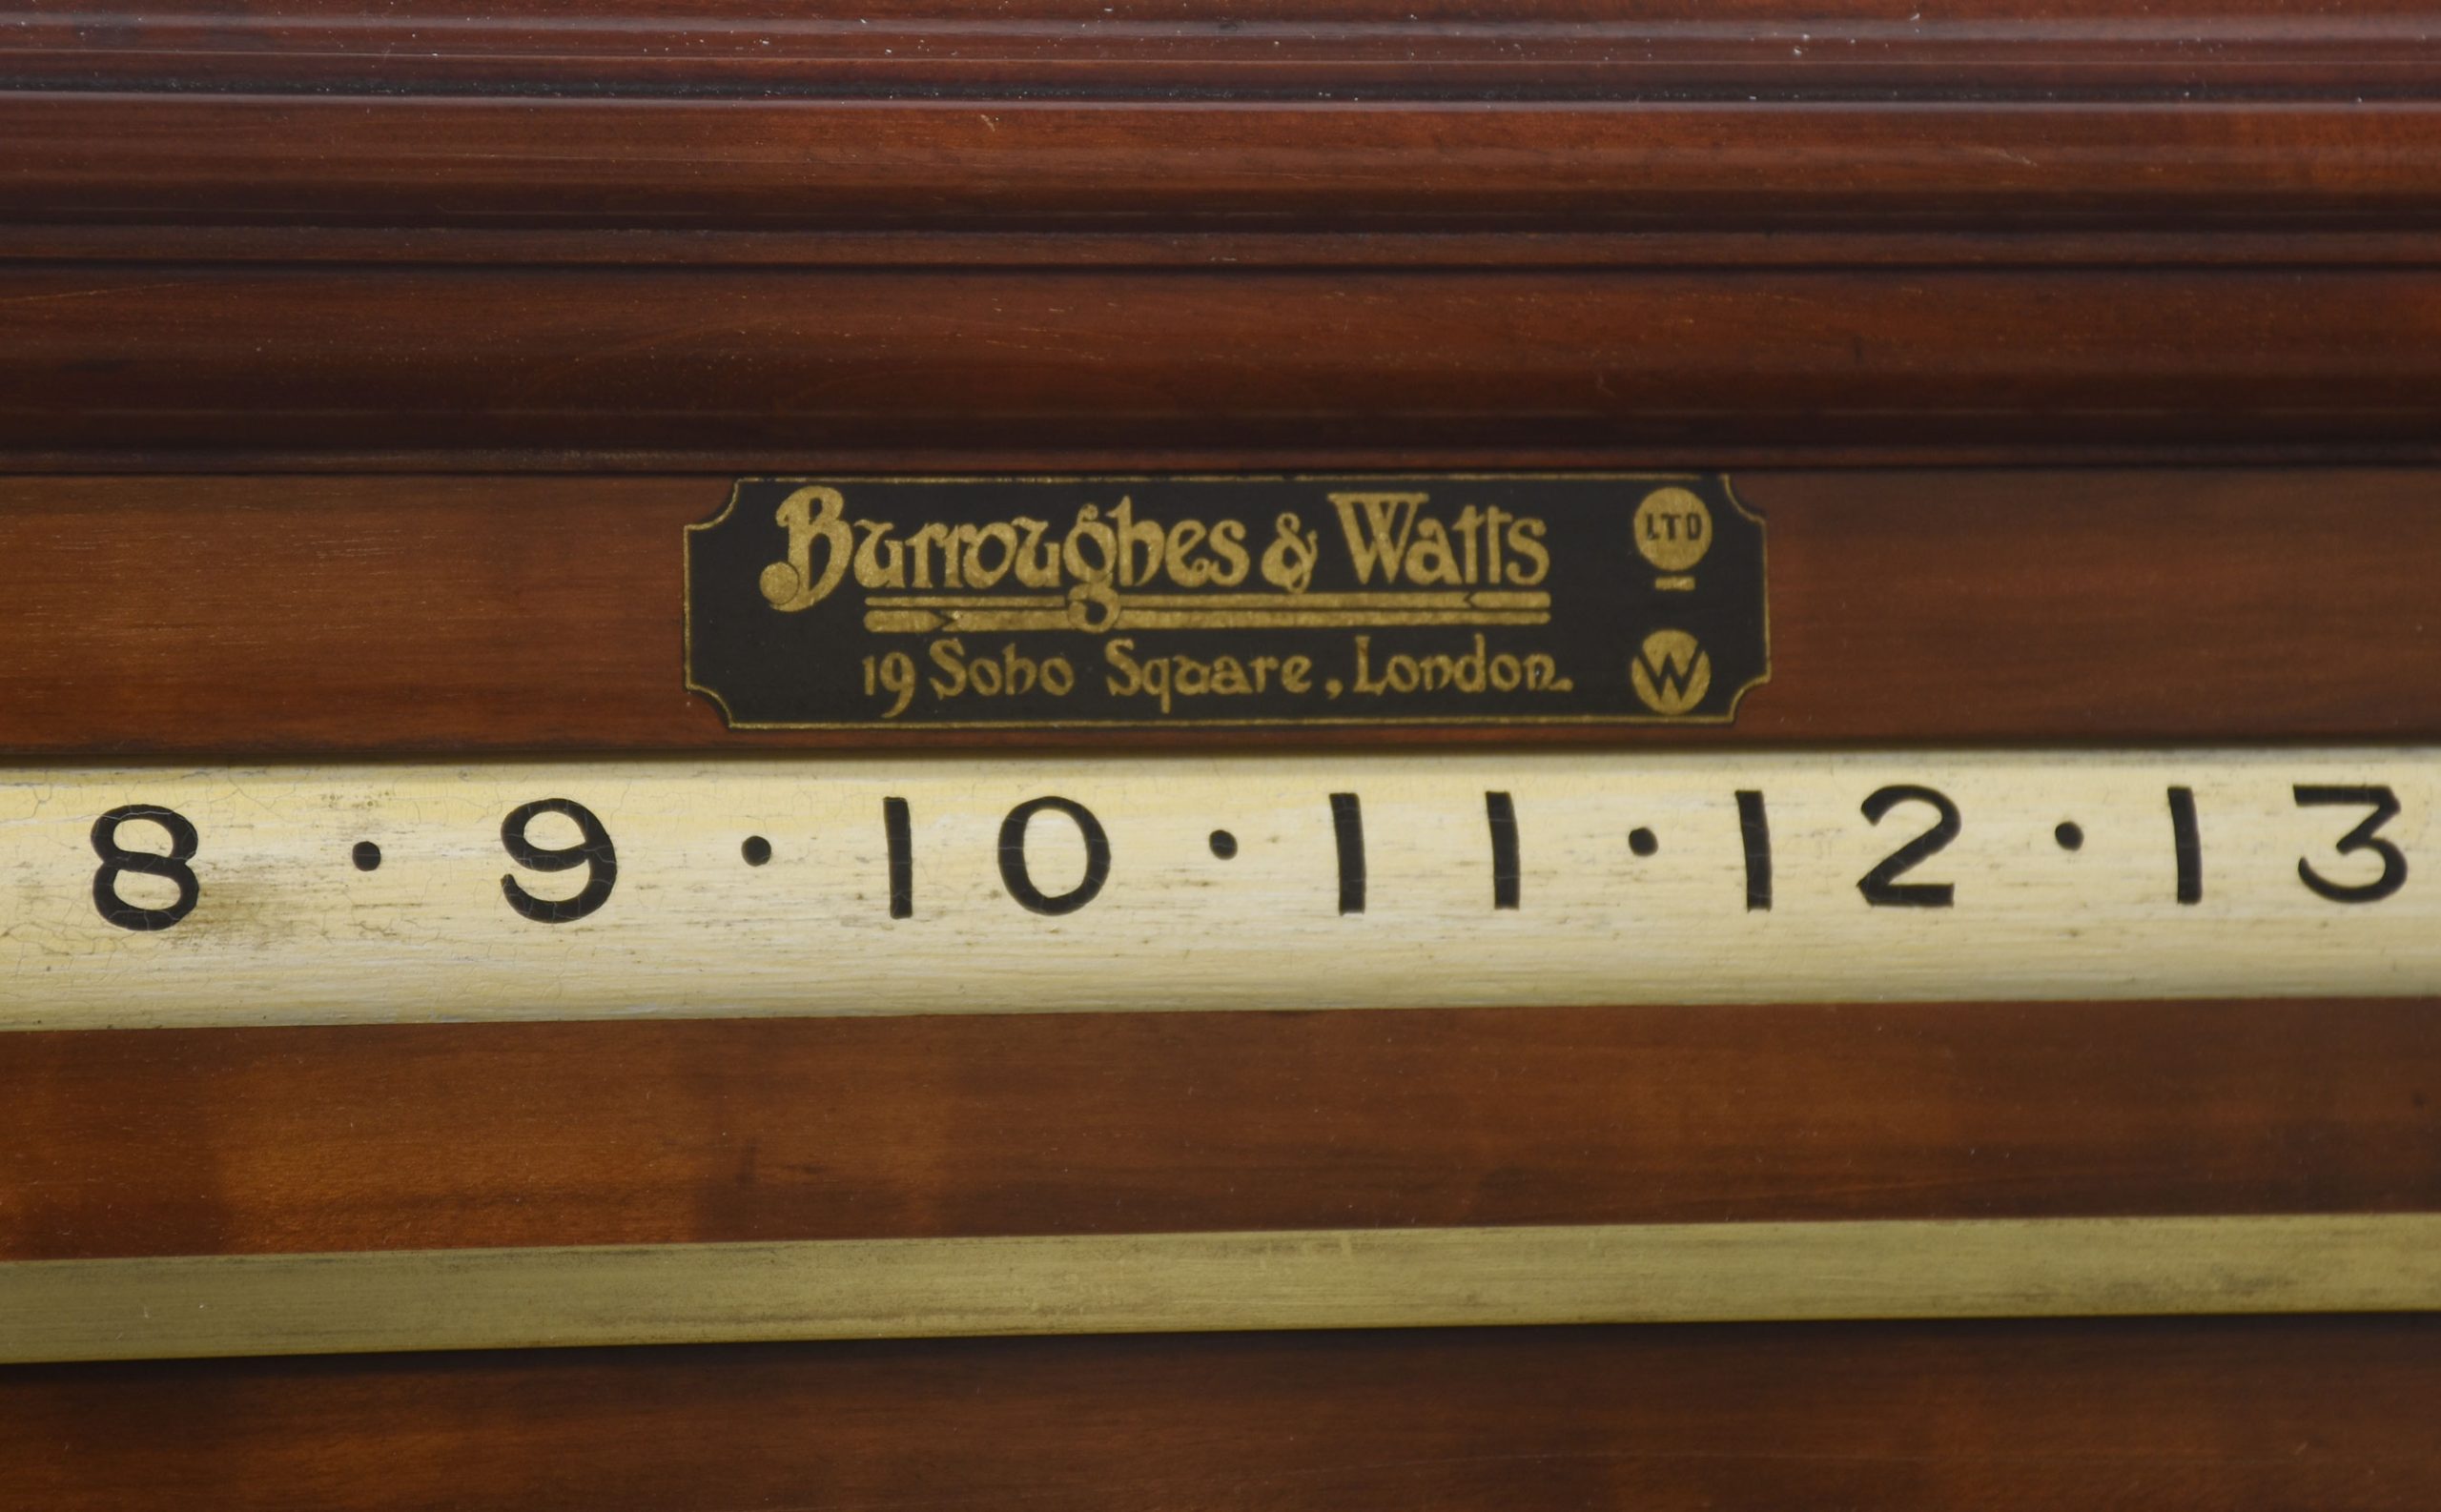 Burroughes & Watts LTD
19 Soho Square, London. W
8 · 9 · 10 · 11 · 12 · 13